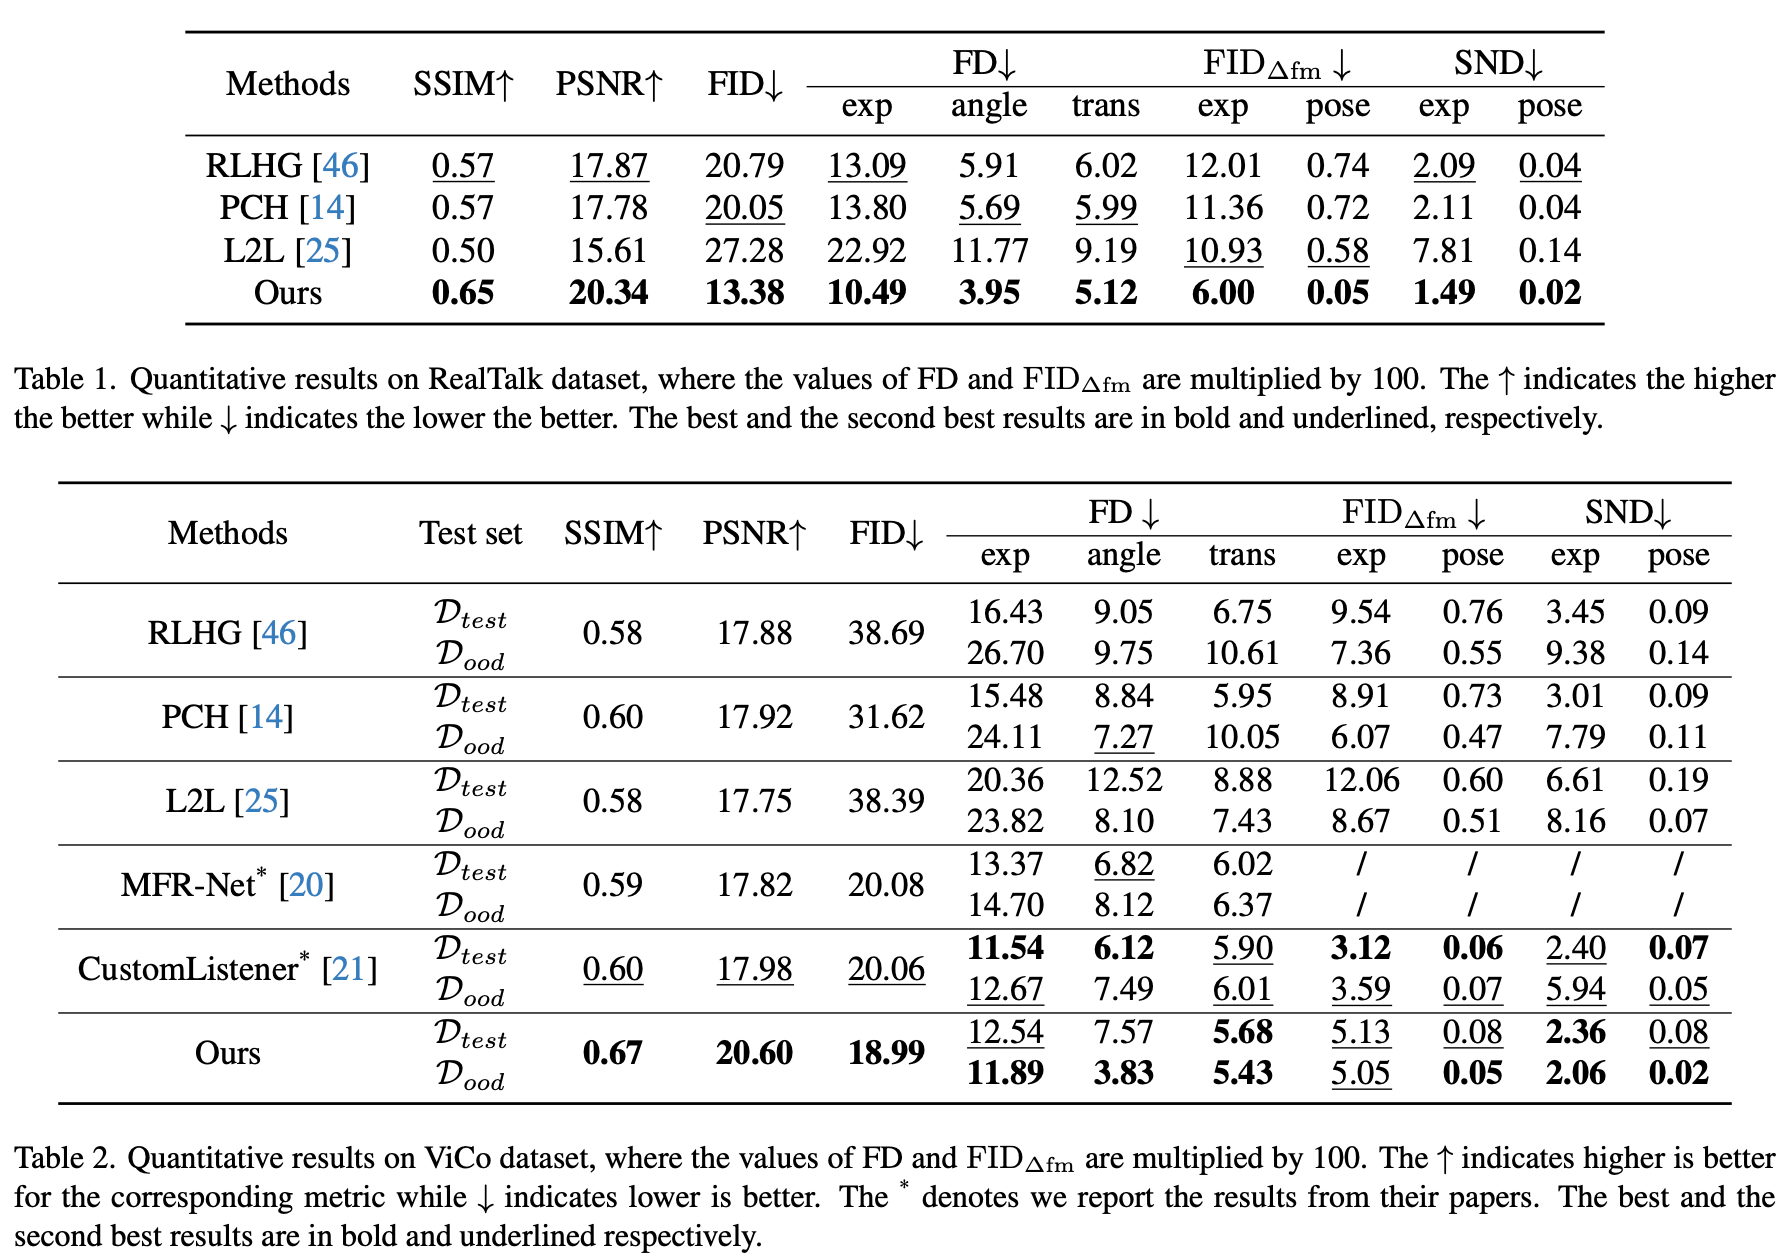 Methods SSIM↑ PSNR↑ FID↓ FD↓ FID_Δfm ↓ SND↓
exp angle trans exp pose exp pose
RLHG [46] 0.57 17.87 20.79 13.09 5.91 6.02 12.01 0.74 2.09 0.04
PCH [14] 0.57 17.78 20.05 13.80 5.69 5.99 11.36 0.72 2.11 0.04
L2L [25] 0.50 15.61 27.28 22.92 11.77 9.19 10.93 0.58 7.81 0.14
Ours 0.65 20.34 13.38 10.49 3.95 5.12 6.00 0.05 1.49 0.02
Table 1. Quantitative results on RealTalk dataset, where the values of FD and FID_Δfm are multiplied by 100. The ↑ indicates the higher
the better while ↓ indicates the lower the better. The best and the second best results are in bold and underlined, respectively.
Methods Test set SSIM↑ PSNR↑ FID↓ FD ↓ FID_Δfm ↓ SND↓
exp angle trans exp pose exp pose
RLHG [46] 0.58 17.88 38.69
D_test 16.43 9.05 6.75 9.54 0.76 3.45 0.09
D_ood 26.70 9.75 10.61 7.36 0.55 9.38 0.14
PCH [14] 0.60 17.92 31.62
D_test 15.48 8.84 5.95 8.91 0.73 3.01 0.09
D_ood 24.11 7.27 10.05 6.07 0.47 7.79 0.11
L2L [25] 0.58 17.75 38.39
D_test 20.36 12.52 8.88 12.06 0.60 6.61 0.19
D_ood 23.82 8.10 7.43 8.67 0.51 8.16 0.07
MFR-Net* [20] 0.59 17.82 20.08
D_test 13.37 6.82 6.02 / / / /
D_ood 14.70 8.12 6.37 / / / /
CustomListener* [21] 0.60 17.98 20.06
D_test 11.54 6.12 5.90 3.12 0.06 2.40 0.07
D_ood 12.67 7.49 6.01 3.59 0.07 5.94 0.05
Ours 0.67 20.60 18.99
D_test 12.54 7.57 5.68 5.13 0.08 2.36 0.08
D_ood 11.89 3.83 5.43 5.05 0.05 2.06 0.02
Table 2. Quantitative results on ViCo dataset, where the values of FD and FID_Δfm are multiplied by 100. The ↑ indicates higher is better
for the corresponding metric while ↓ indicates lower is better. The * denotes we report the results from their papers. The best and the
second best results are in bold and underlined respectively.